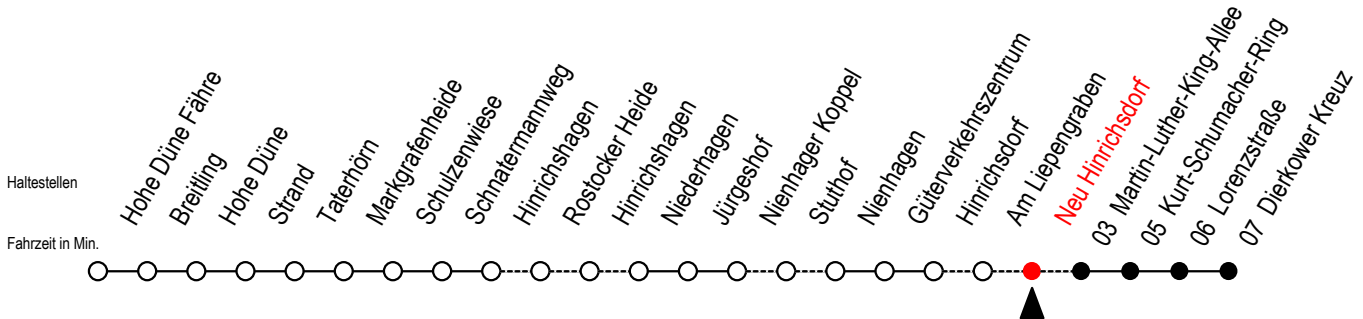 Haltestellen
Hohe Düne Fähre
Breitling
Hohe Düne
Strand
Taterhörn
Markgrafenheide
Schulzenwiese
Schnatermannweg
Hinrichshagen
Rostocker Heide
Hinrichshagen
Niederhagen
Jürgeshof
Nienhager Koppel
Stuthof
Nienhagen
Güterverkehrszentrum
Hinrichsdorf
Am Liepengraben
Neu Hinrichsdorf
03 Martin-Luther-King-Allee
05 Kurt-Schumacher-Ring
06 Lorenzstraße
07 Dierkower Kreuz
Fahrzeit in Min.